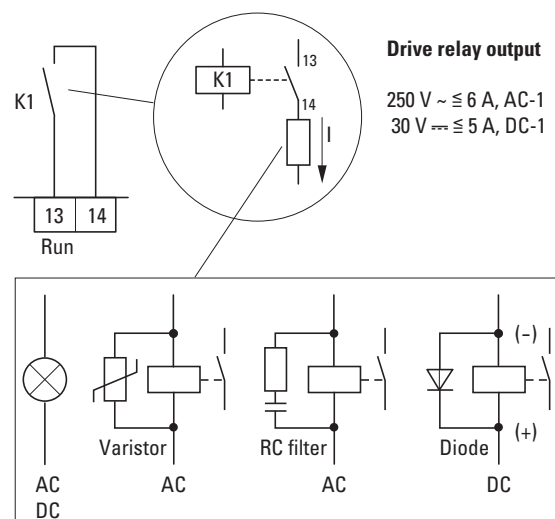 Drive relay output
250 V ~ ≦ 6 A, AC-1
30 V ⎓ ≦ 5 A, DC-1
K1
13
K1
14
I
13 14
Run
(–)
(+)
Varistor
RC filter
Diode
AC
DC
AC
AC
DC